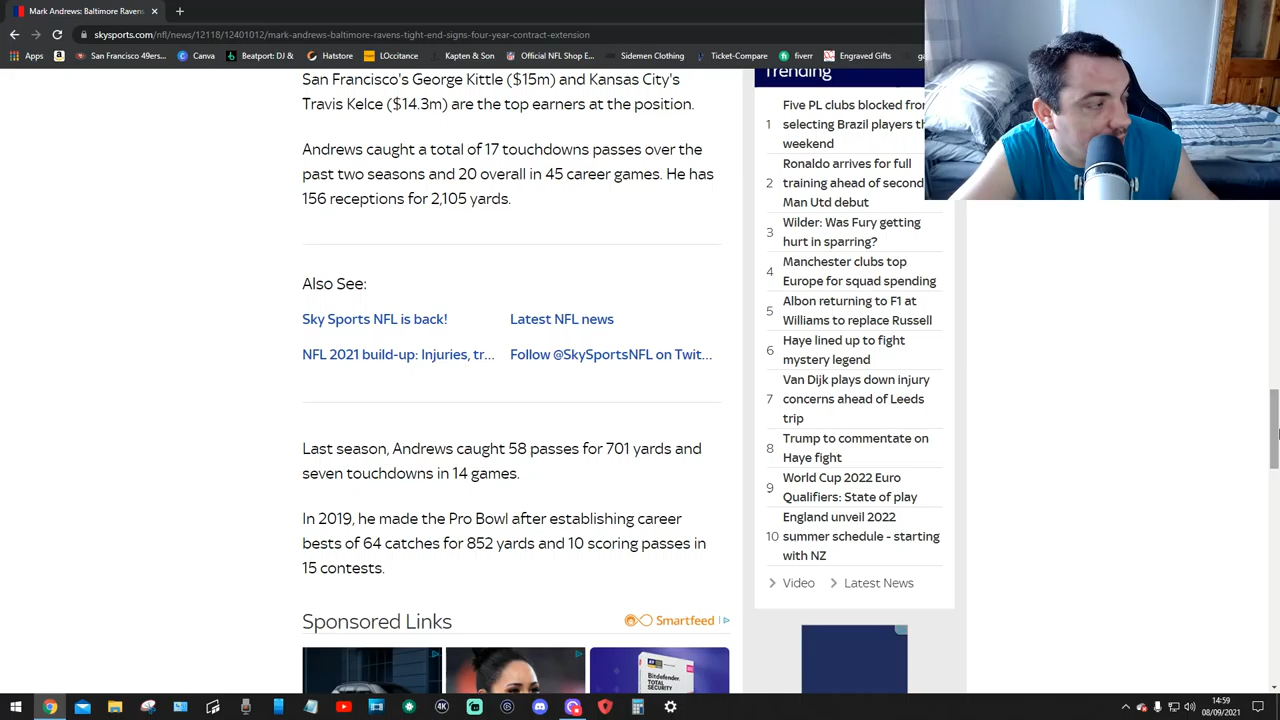 Mark Andrews: Baltimore Ravens
skysports.com/nfl/news/12118/12401012/mark-andrews-baltimore-ravens-tight-end-signs-four-year-contract-extension
Apps
San Francisco 49ers...
Canva
Beatport: DJ &
Hatstore
LOccitane
Kapten & Son
Official NFL Shop E...
Sidemen Clothing
Ticket-Compare
fiverr
Engraved Gifts
San Francisco's George Kittle ($15m) and Kansas City's
Travis Kelce ($14.3m) are the top earners at the position.
Andrews caught a total of 17 touchdowns passes over the
past two seasons and 20 overall in 45 career games. He has
156 receptions for 2,105 yards.
Also See:
Sky Sports NFL is back!
Latest NFL news
NFL 2021 build-up: Injuries, tr...
Follow @SkySportsNFL on Twit...
Last season, Andrews caught 58 passes for 701 yards and
seven touchdowns in 14 games.
In 2019, he made the Pro Bowl after establishing career
bests of 64 catches for 852 yards and 10 scoring passes in
15 contests.
Sponsored Links
Smartfeed
Bitdefender
TOTAL
SECURITY
Trending
1 Five PL clubs blocked from
selecting Brazil players
weekend
2 Ronaldo arrives for full
training ahead of second
Man Utd debut
3 Wilder: Was Fury getting
hurt in sparring?
4 Manchester clubs top
Europe for squad spending
5 Albon returning to F1 at
Williams to replace Russell
6 Haye lined up to fight
mystery legend
7 Van Dijk plays down injury
concerns ahead of Leeds
trip
8 Trump to commentate on
Haye fight
9 World Cup 2022 Euro
Qualifiers: State of play
10 England unveil 2022
summer schedule - starting
with NZ
Video
Latest News
4K
14:59
08/09/2021